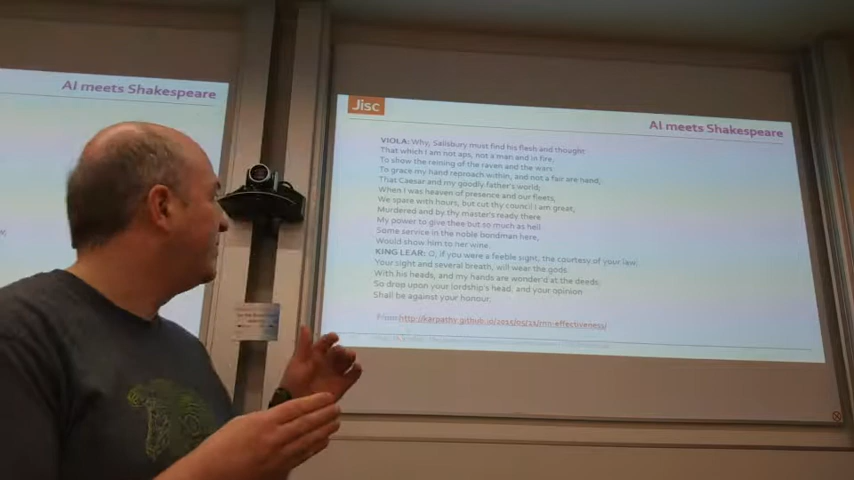 AI meets Shakespeare
Jisc
AI meets Shakespeare
VIOLA: Why, Salisbury must find his flesh and thought
That which I am not aps, not a man and in fire,
To show the reining of the raven and the wars
To grace my hand reproach within, and not a fair are hand,
That Caesar and my goodly father's world;
When I was heaven of presence and our fleets,
We spare with hours, but cut thy council I am great,
Murdered and by thy master's ready there
My power to give thee but so much as hell
Some service in the noble bondman here,
Would show him to her wine.
KING LEAR: O, if you were a feeble sight, the courtesy of your law,
Your sight and several breath, will wear the gods
With his heads, and my hands are wonder'd at the deeds,
So drop upon your lordship's head, and your opinion
Shall be against your honour.
From: http://karpathy.github.io/2015/05/21/rnn-effectiveness/